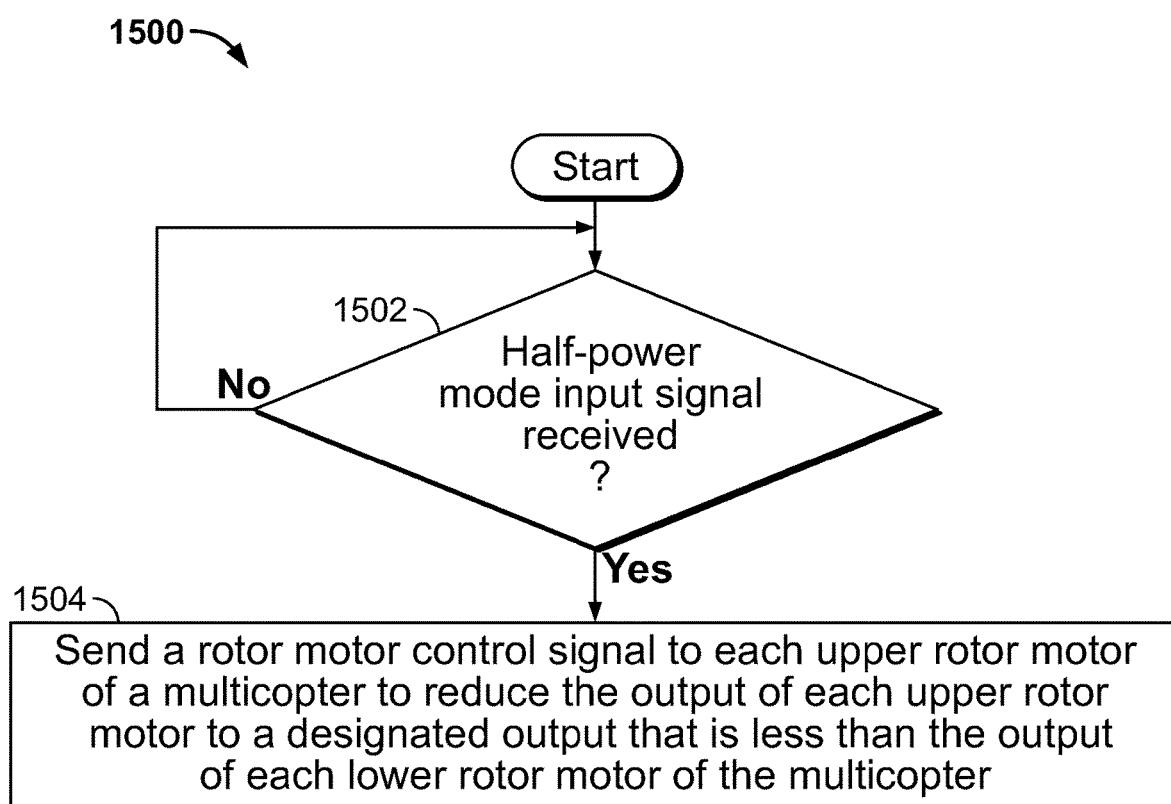 1500
Start
1502
Half-power
mode input signal
received
?
No
Yes
1504
Send a rotor motor control signal to each upper rotor motor
of a multicopter to reduce the output of each upper rotor
motor to a designated output that is less than the output
of each lower rotor motor of the multicopter